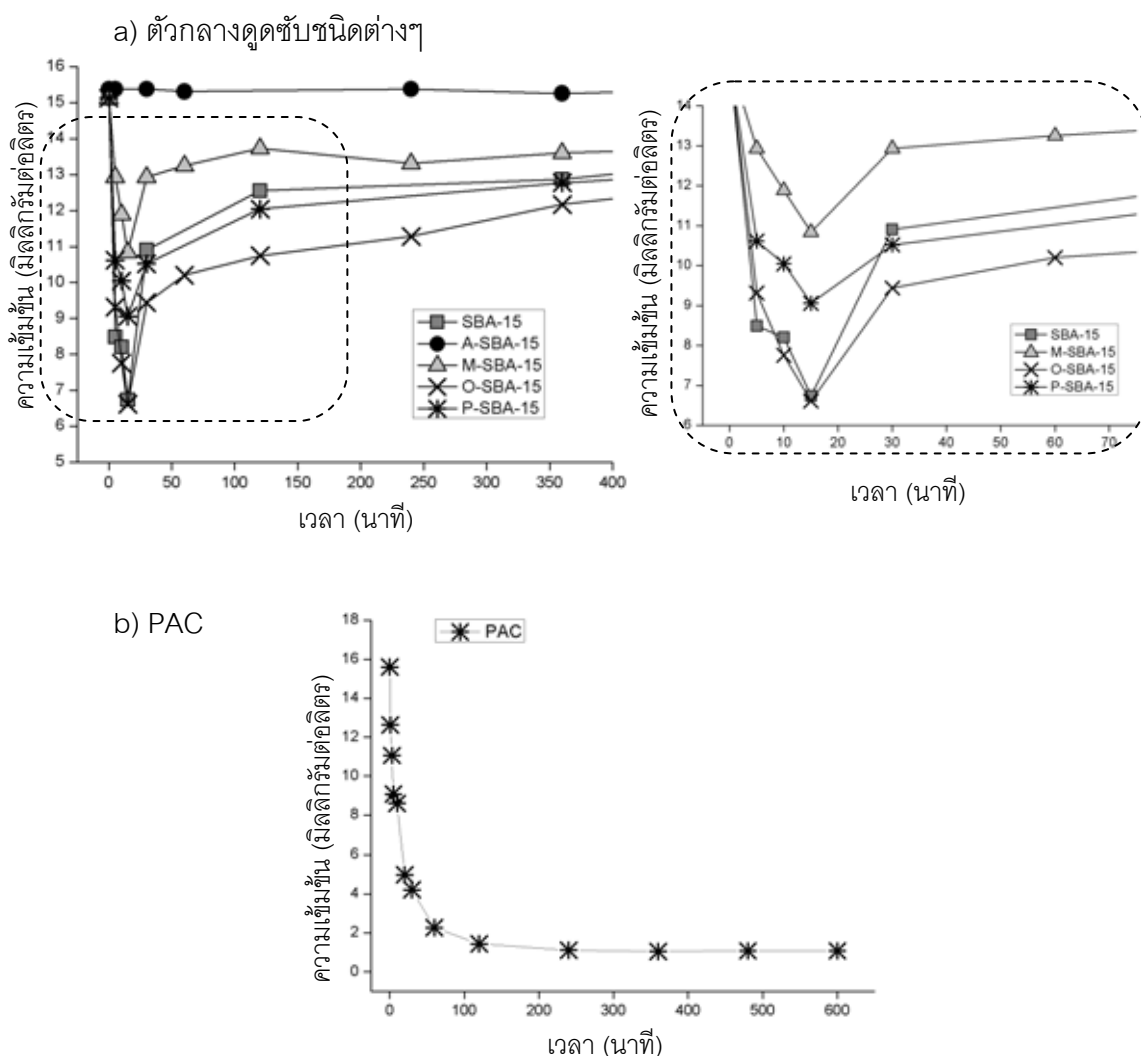 a) ตัวกลางดูดซับชนิดต่างๆ
16
15
14
13
12
11
10
9
8
7
6
5
0 50 100 150 200 250 300 350 400
ความเข้มข้น (มิลลิกรัมต่อลิตร)
เวลา (นาที)
SBA-15
A-SBA-15
M-SBA-15
O-SBA-15
P-SBA-15
14
13
12
11
10
9
8
7
6
0 10 20 30 40 50 60 70
ความเข้มข้น (มิลลิกรัมต่อลิตร)
เวลา (นาที)
SBA-15
M-SBA-15
O-SBA-15
P-SBA-15
b) PAC
PAC
18
16
14
12
10
8
6
4
2
0
0 100 200 300 400 500 600
ความเข้มข้น (มิลลิกรัมต่อลิตร)
เวลา (นาที)